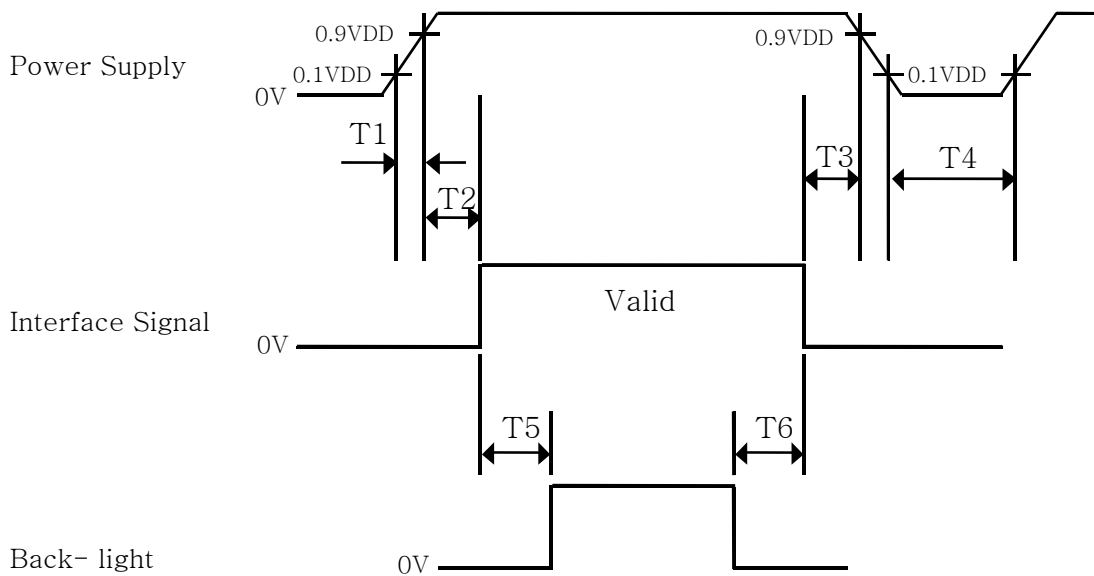 0.9VDD
0.9VDD
Power Supply
0.1VDD
0.1VDD
0V
T1
T3
T4
T2
Valid
Interface Signal
0V
T5
T6
Back- light
0V